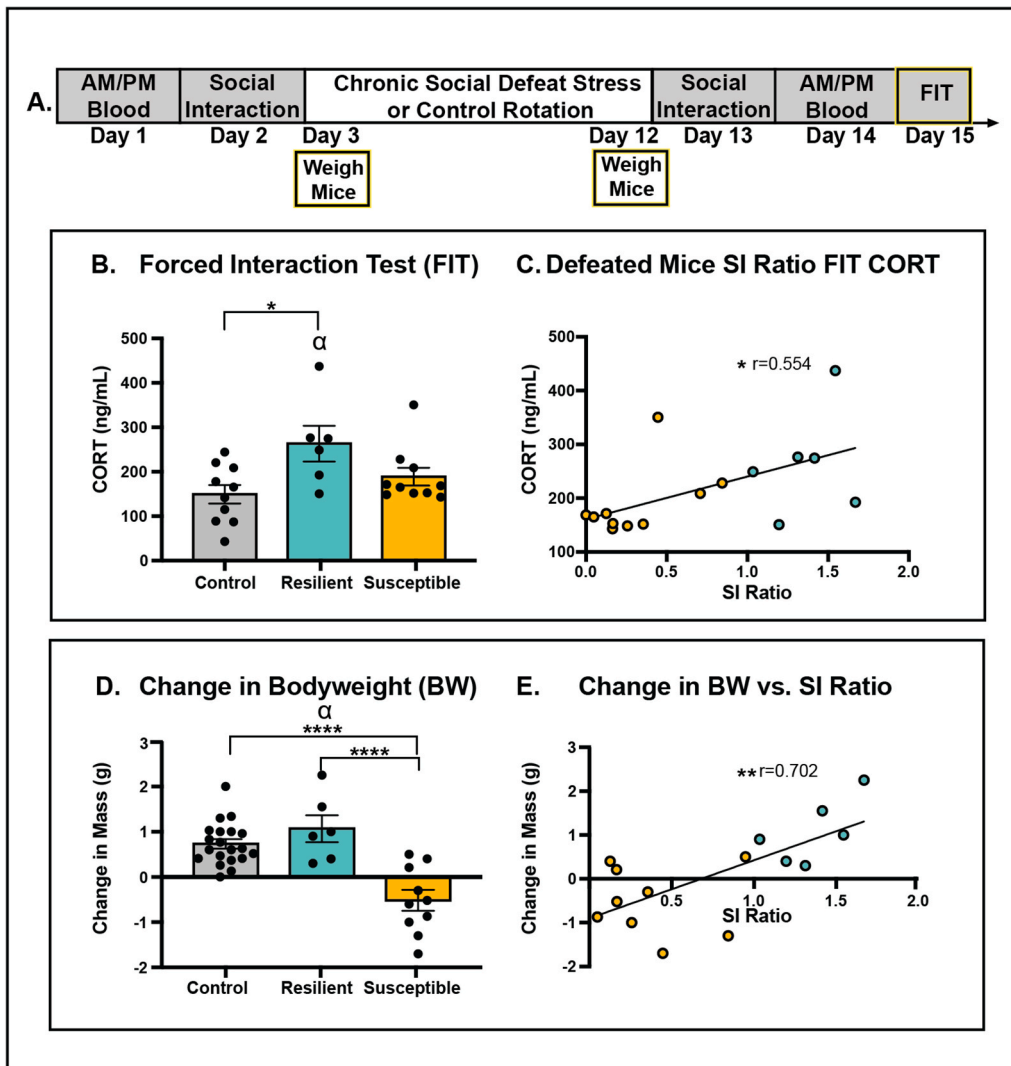 A.
AM/PM Blood
Social Interaction
Chronic Social Defeat Stress or Control Rotation
Social Interaction
AM/PM Blood
FIT
Day 1
Day 2
Day 3
Day 12
Day 13
Day 14
Day 15
Weigh Mice
Weigh Mice
B. Forced Interaction Test (FIT)
*
α
CORT (ng/mL)
500
400
300
200
100
0
Control
Resilient
Susceptible
C. Defeated Mice SI Ratio FIT CORT
* r=0.554
CORT (ng/mL)
500
400
300
200
100
0.0
0.5
1.0
1.5
2.0
SI Ratio
D. Change in Bodyweight (BW)
α
****
****
Change in Mass (g)
3
2
1
0
-1
-2
Control
Resilient
Susceptible
E. Change in BW vs. SI Ratio
** r=0.702
Change in Mass (g)
3
2
1
0
-1
-2
0.5
1.0
1.5
2.0
SI Ratio